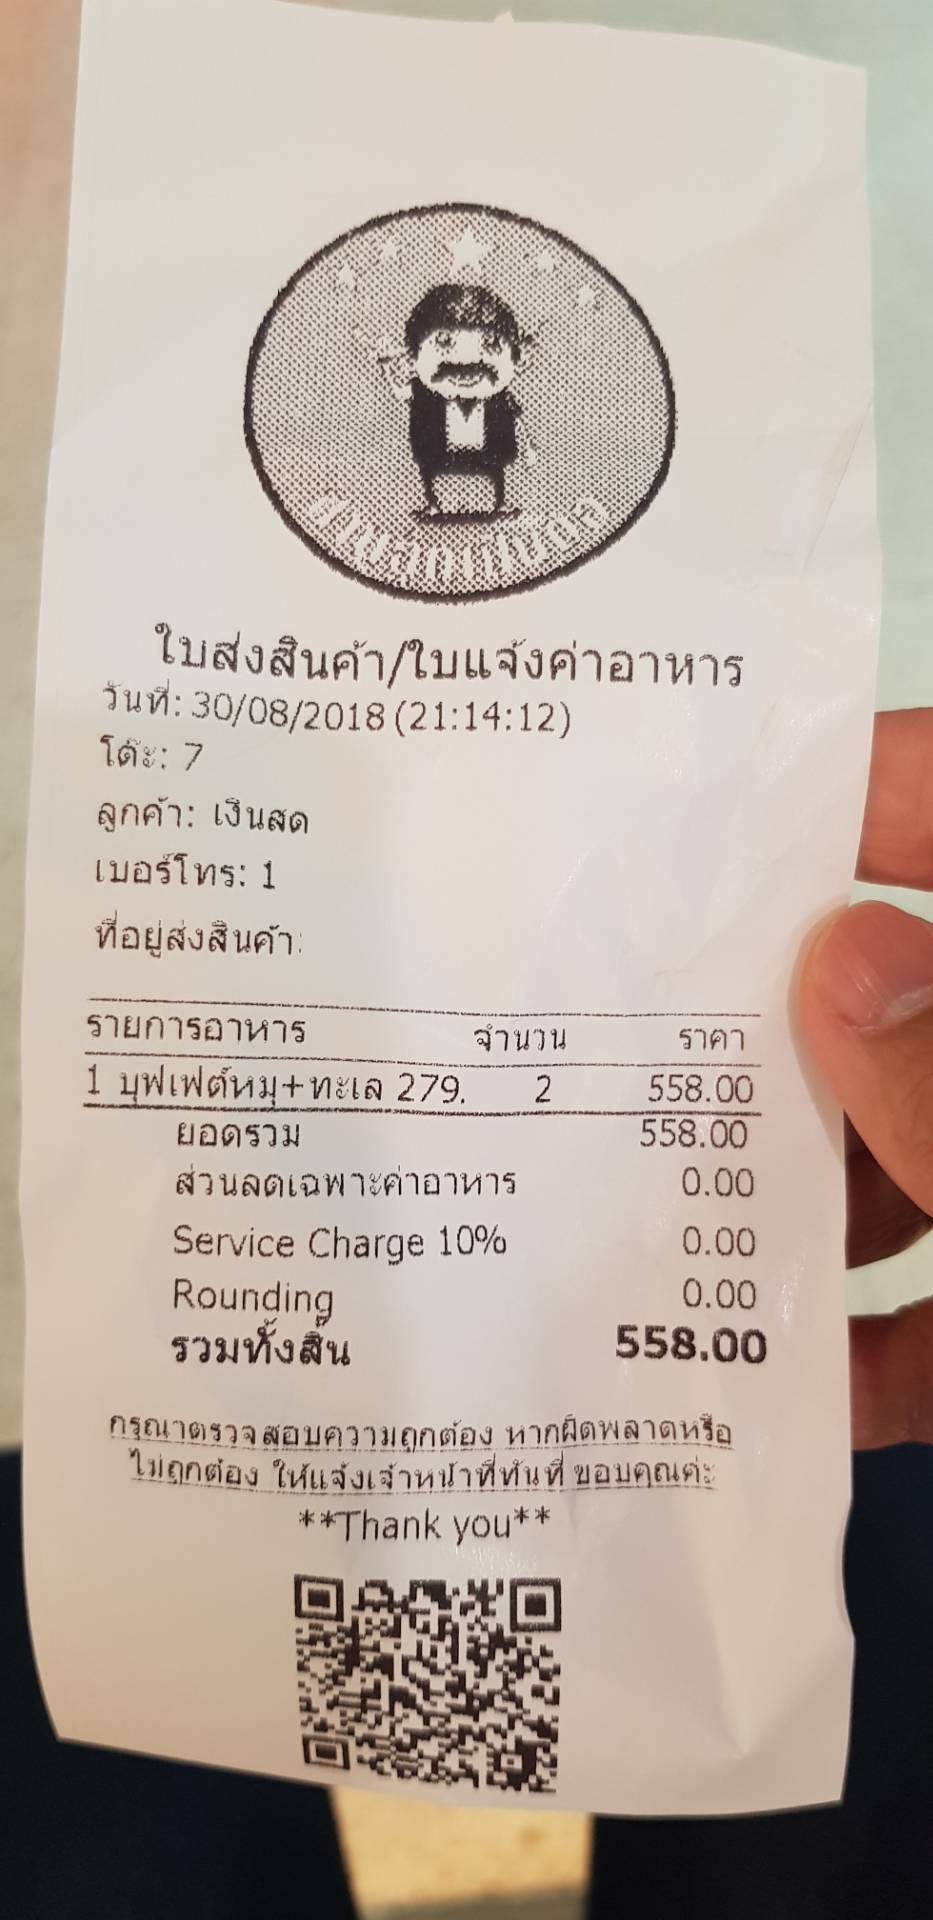 ใบส่งสินค้า/ใบแจ้งค่าอาหาร
วันที่: 30/08/2018 (21:14:12)
โต๊ะ: 7
ลูกค้า: เงินสด
เบอร์โทร: 1
ที่อยู่ส่งสินค้า:
รายการอาหาร จำนวน ราคา
1 บุฟเฟต์หมุ+ทะเล 279. 2 558.00
ยอดรวม 558.00
ส่วนลดเฉพาะค่าอาหาร 0.00
Service Charge 10% 0.00
Rounding 0.00
รวมทั้งสิ้น 558.00
กรุณาตรวจสอบความถูกต้อง หากผิดพลาดหรือ
ไม่ถูกต้อง ให้แจ้งเจ้าหน้าที่ทันที่ ขอบคุณค่ะ
**Thank you**